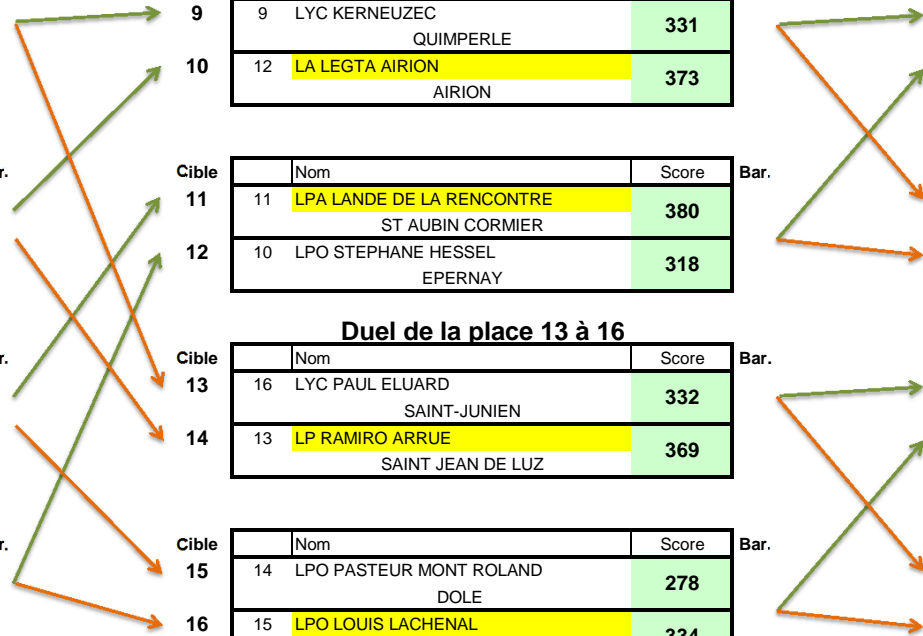 9 9 LYC KERNEUZEC 331
QUIMPERLE
10 12 LA LEGTA AIRION 373
AIRION
r. Cible Nom Score Bar.
11 11 LPA LANDE DE LA RENCONTRE 380
ST AUBIN CORMIER
12 10 LPO STEPHANE HESSEL 318
EPERNAY
Duel de la place 13 à 16
r. Cible Nom Score Bar.
13 16 LYC PAUL ELUARD 332
SAINT-JUNIEN
14 13 LP RAMIRO ARRUE 369
SAINT JEAN DE LUZ
r. Cible Nom Score Bar.
15 14 LPO PASTEUR MONT ROLAND 278
DOLE
16 15 LPO LOUIS LACHENAL 334